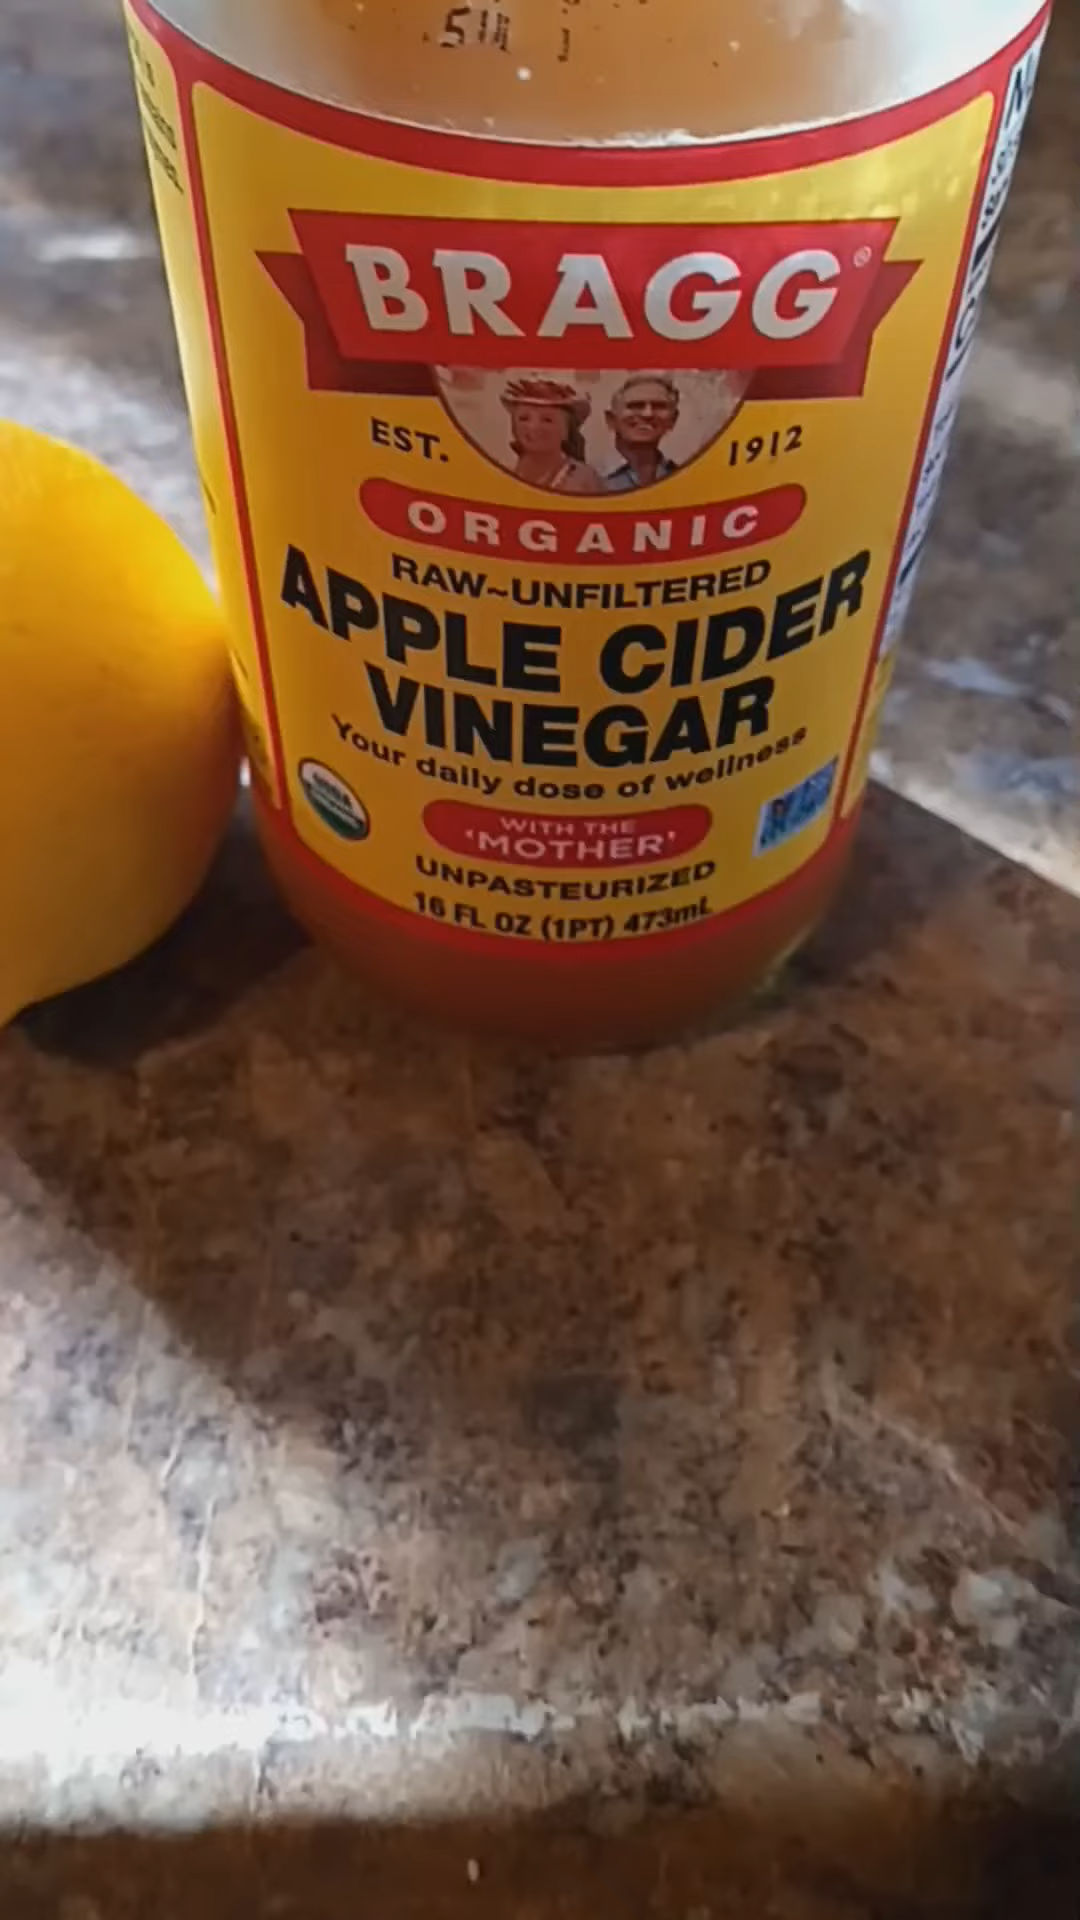 BRAGG®
EST. 1912
ORGANIC
RAW~UNFILTERED
APPLE CIDER
VINEGAR
Your daily dose of wellness
USDA
WITH THE
'MOTHER'
UNPASTEURIZED
16 FL OZ (1PT) 473mL